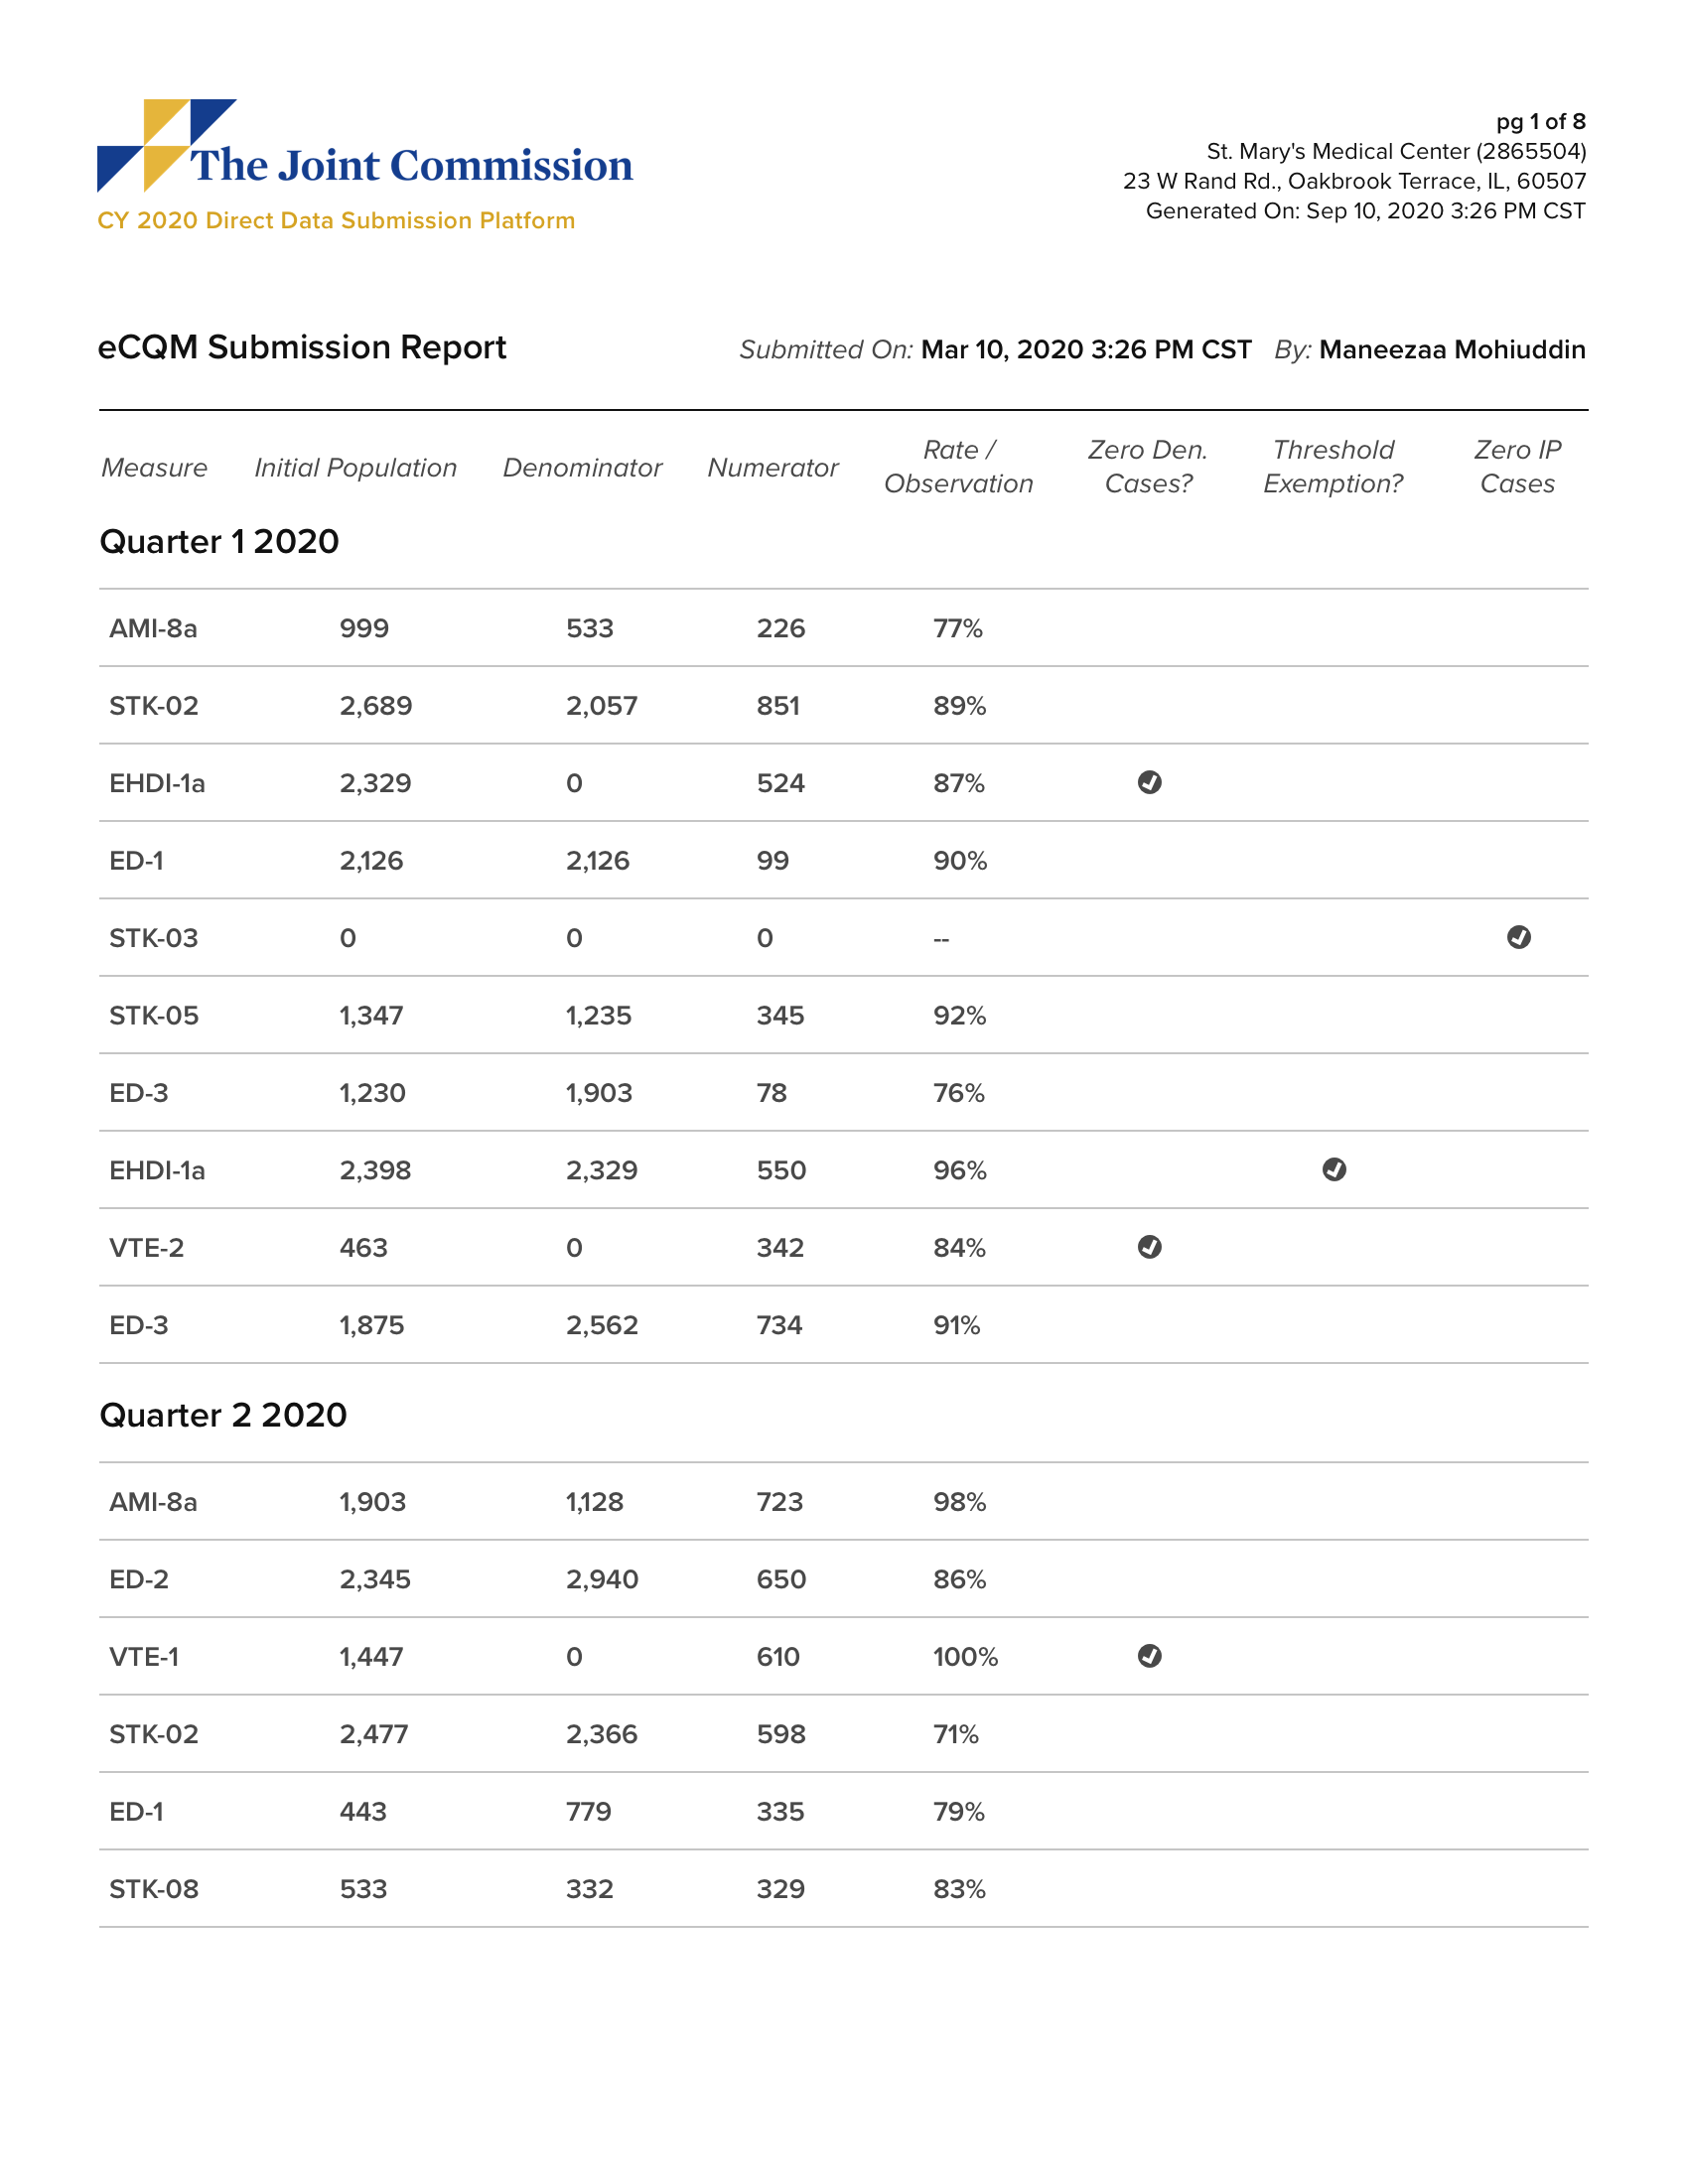 The Joint Commission
CY 2020 Direct Data Submission Platform
pg 1 of 8
St. Mary's Medical Center (2865504)
23 W Rand Rd., Oakbrook Terrace, IL, 60507
Generated On: Sep 10, 2020 3:26 PM CST
eCQM Submission Report Submitted On: Mar 10, 2020 3:26 PM CST By: Maneezaa Mohiuddin
Measure Initial Population Denominator Numerator Rate / Observation Zero Den. Cases? Threshold Exemption? Zero IP Cases
Quarter 1 2020
AMI-8a 999 533 226 77%
STK-02 2,689 2,057 851 89%
EHDI-1a 2,329 0 524 87%
ED-1 2,126 2,126 99 90%
STK-03 0 0 0 --
STK-05 1,347 1,235 345 92%
ED-3 1,230 1,903 78 76%
EHDI-1a 2,398 2,329 550 96%
VTE-2 463 0 342 84%
ED-3 1,875 2,562 734 91%
Quarter 2 2020
AMI-8a 1,903 1,128 723 98%
ED-2 2,345 2,940 650 86%
VTE-1 1,447 0 610 100%
STK-02 2,477 2,366 598 71%
ED-1 443 779 335 79%
STK-08 533 332 329 83%